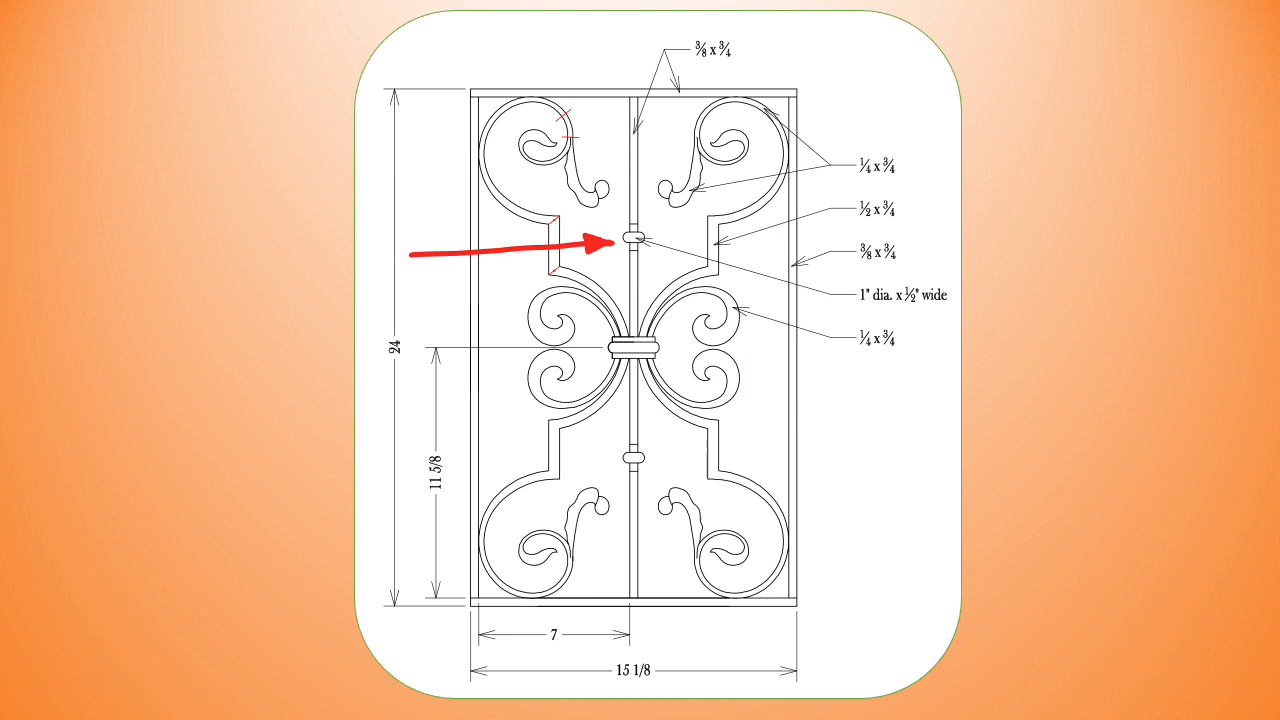 ⅜ x ¾
¼ x ¾
½ x ¾
⅜ x ¾
1" dia. x ½" wide
¼ x ¾
24
11 5/8
7
15 1/8